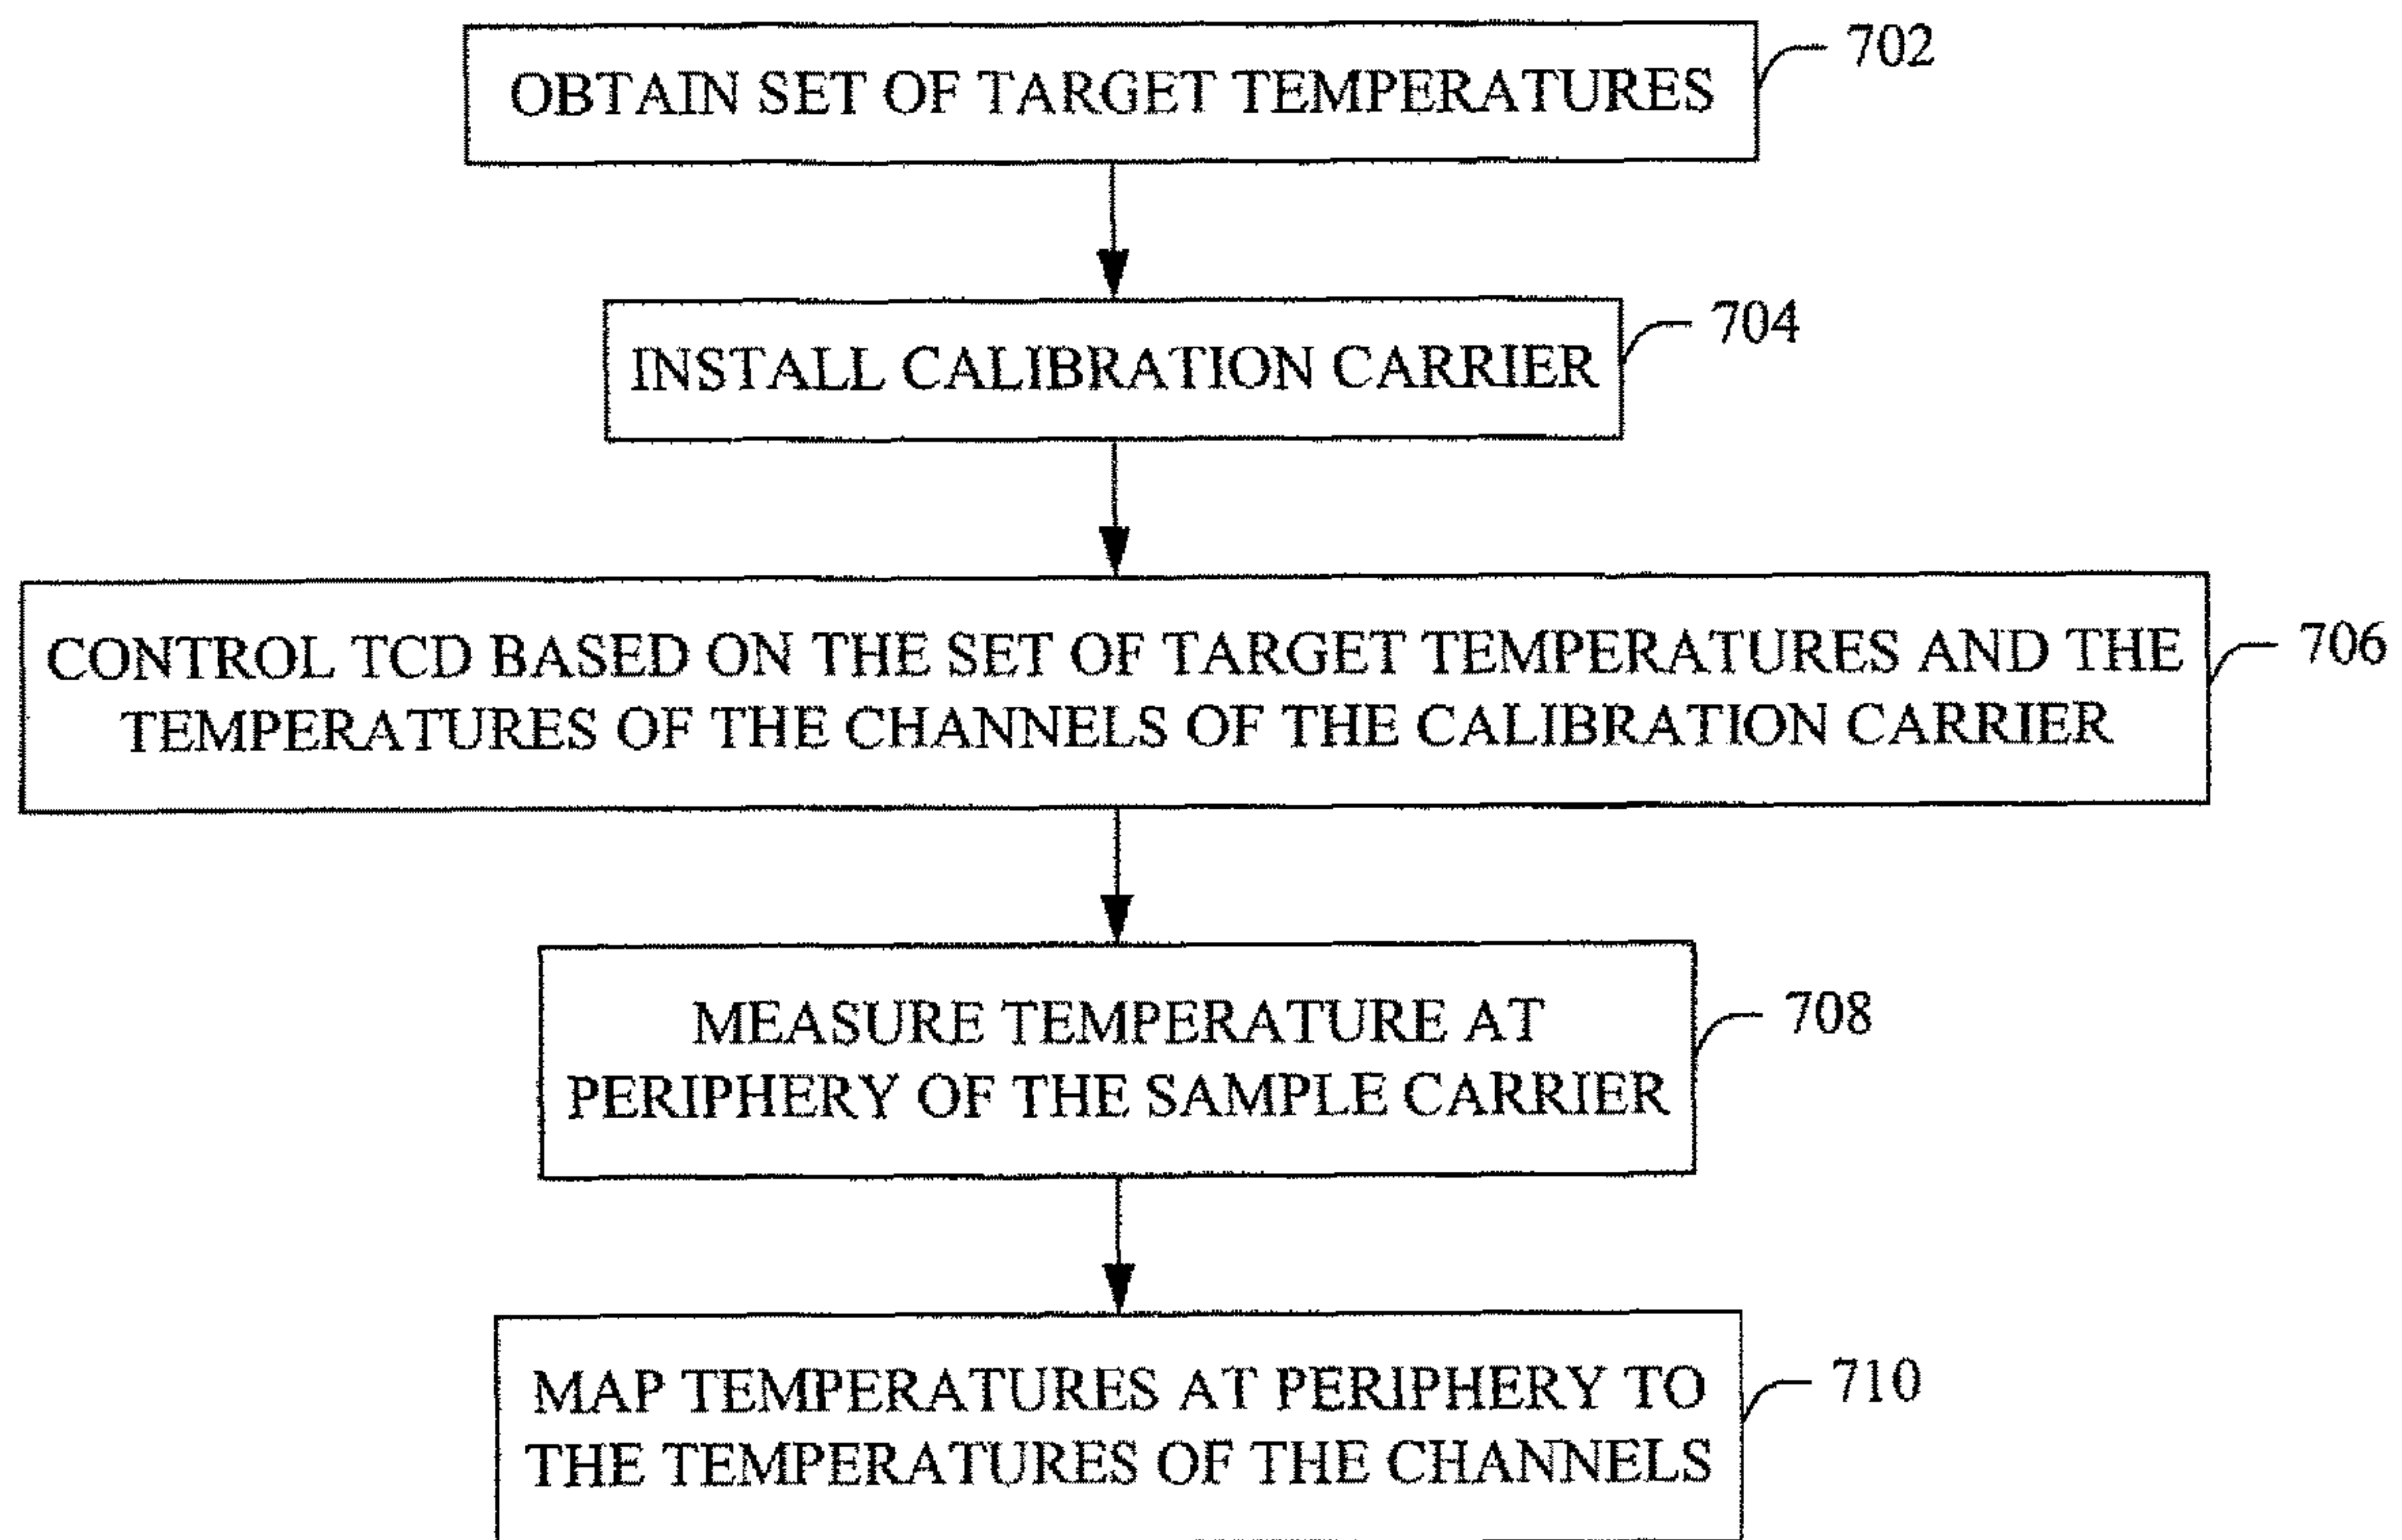 OBTAIN SET OF TARGET TEMPERATURES
702
INSTALL CALIBRATION CARRIER
704
CONTROL TCD BASED ON THE SET OF TARGET TEMPERATURES AND THE
TEMPERATURES OF THE CHANNELS OF THE CALIBRATION CARRIER
706
MEASURE TEMPERATURE AT
PERIPHERY OF THE SAMPLE CARRIER
708
MAP TEMPERATURES AT PERIPHERY TO
THE TEMPERATURES OF THE CHANNELS
710